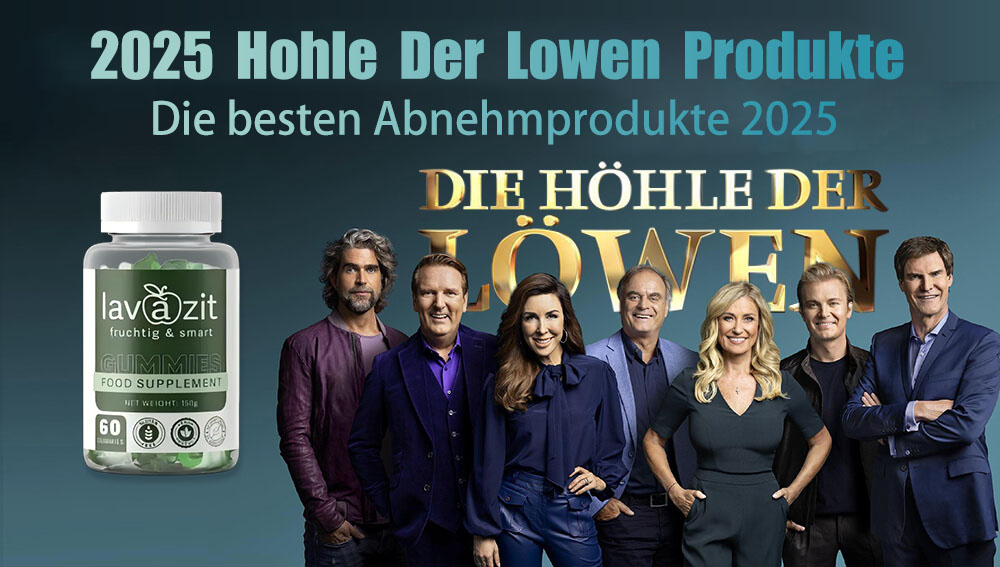 2025 Hohle Der Lowen Produkte
Die besten Abnehmprodukte 2025
DIE HÖHLE DER
LÖWEN
lavazit
fruchtig & smart
GUMMIES
FOOD SUPPLEMENT
NET WEIGHT: 150g
60
GUMMIES